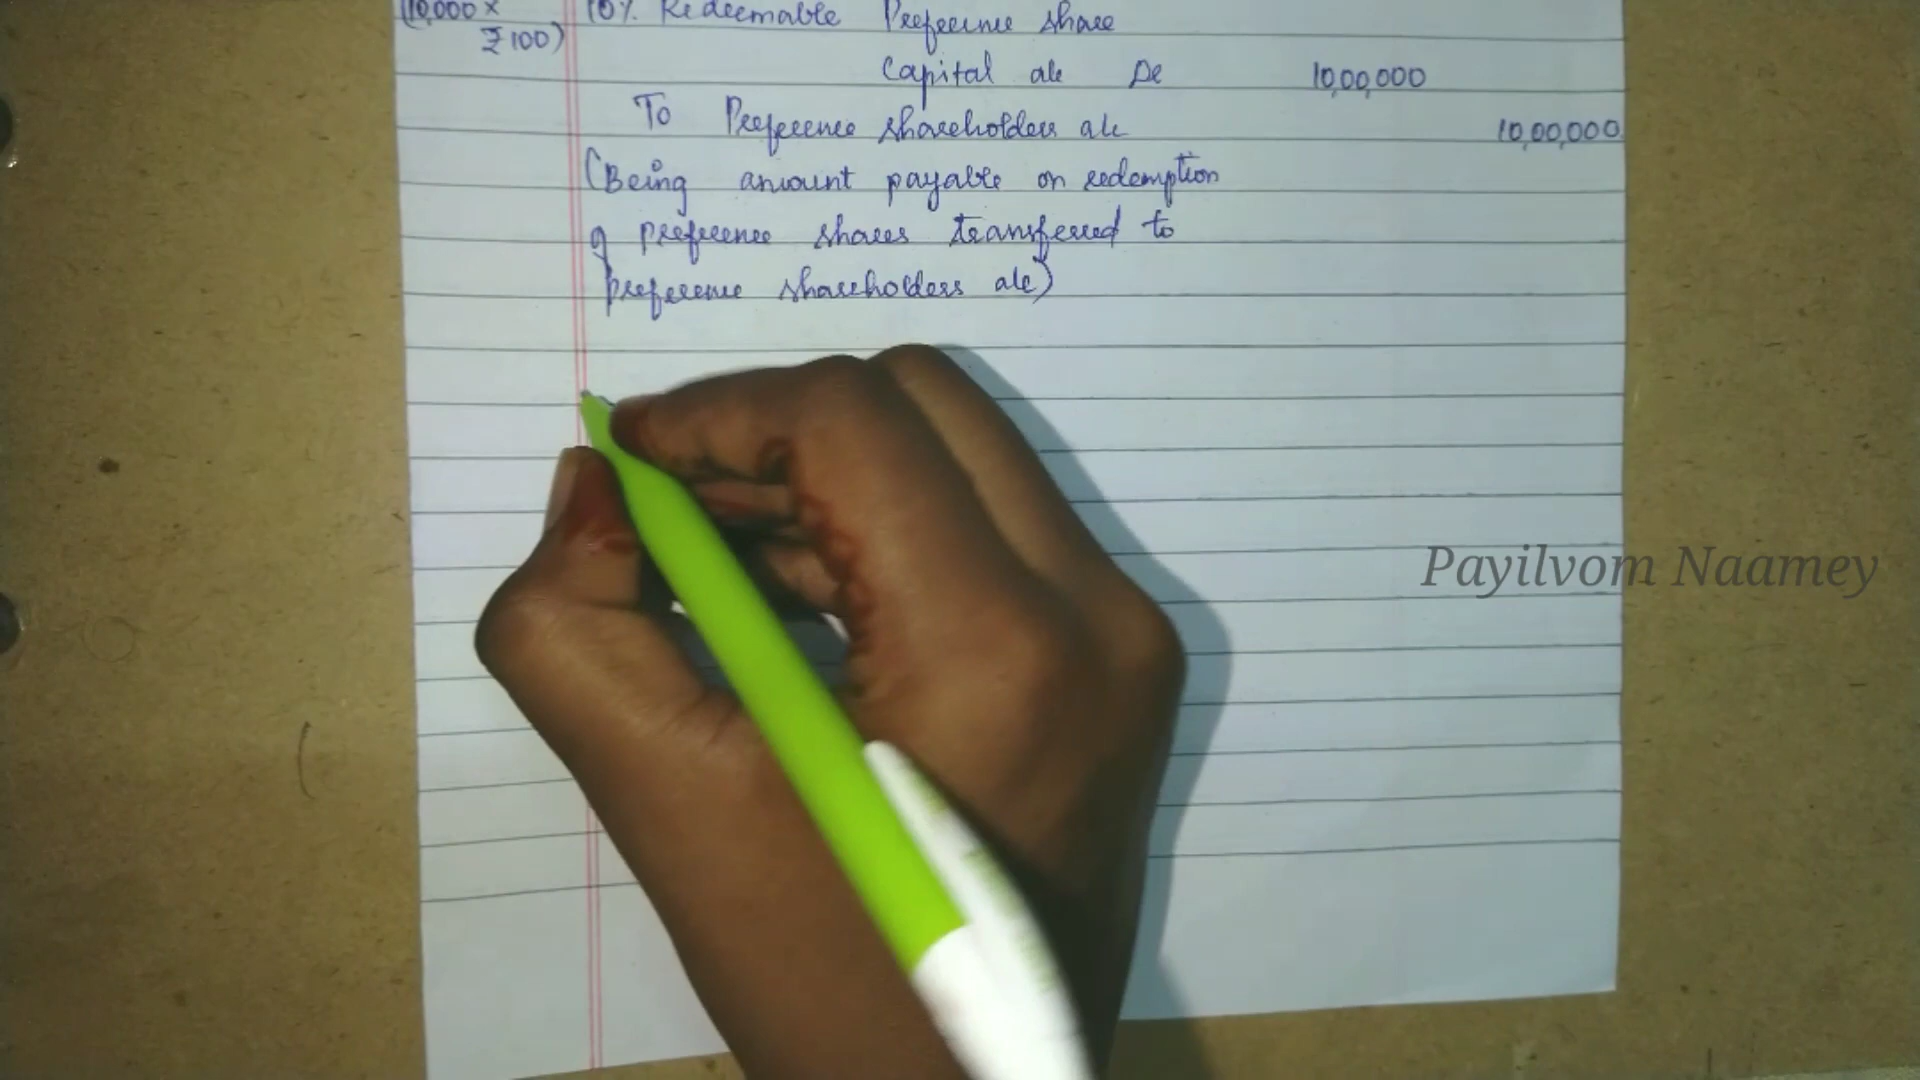 (10,000 ×
₹100)
10% Redeemable Preference Share
Capital a/c Dr 10,00,000
To Preference shareholders a/c 10,00,000
(Being amount payable on redemption
of preference shares transferred to
preference shareholders a/c)
Payilvom Naamey